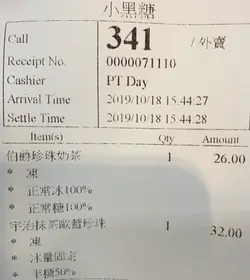 小黑糖
Call 341 /外賣
Receipt No. 0000071110
Cashier PT Day
Arrival Time 2019/10/18 15:44:27
Settle Time 2019/10/18 15:44:28
Item(s) Qty Amount
伯爵珍珠奶茶 1 26.00
* 凍
* 正常冰100%
* 正常糖100%
宇治抹茶歐蕾珍珠 1 32.00
* 凍
* 冰量固定
* 半糖50%